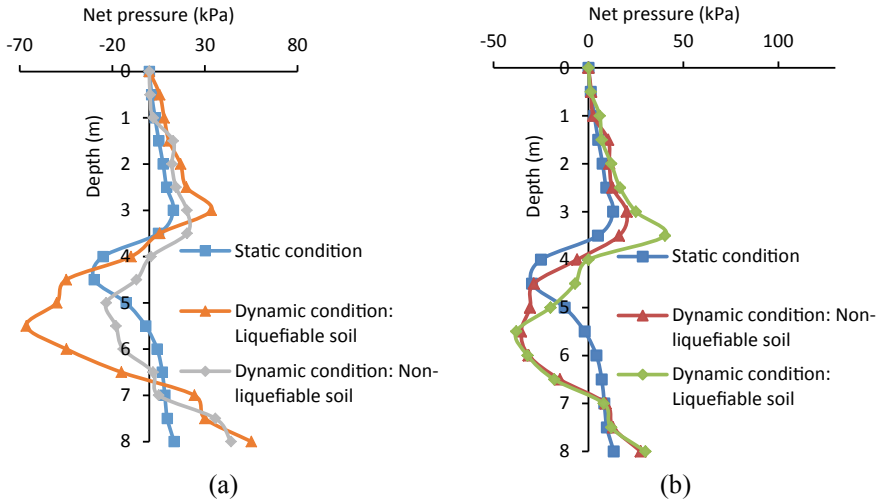 Net pressure (kPa)
-70 -20 30 80
0
1
2
3
4
5
6
7
8
Depth (m)
Static condition
Dynamic condition:
Liquefiable soil
Dynamic condition: Non-
liquefiable soil
(a)
Net pressure (kPa)
-50 0 50 100
0
1
2
3
4
5
6
7
8
Depth (m)
Static condition
Dynamic condition: Non-
liquefiable soil
Dynamic condition:
Liquefiable soil
(b)